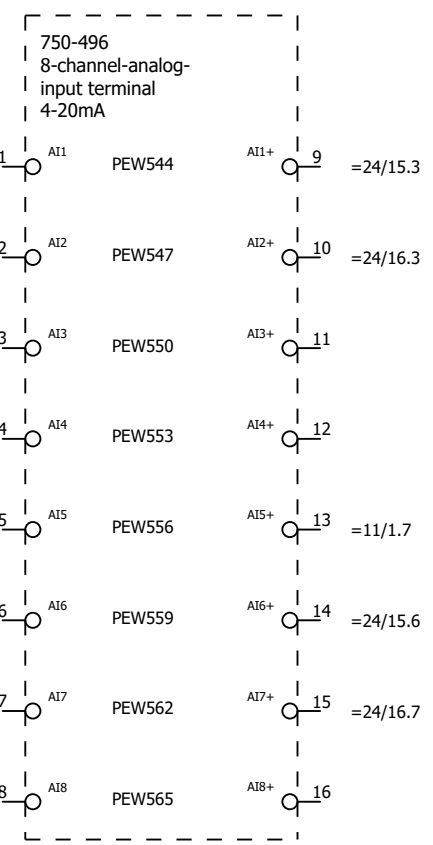 750-496
8-channel-analog-
input terminal
4-20mA
1 AI1 PEW544 AI1+ 9 =24/15.3
2 AI2 PEW547 AI2+ 10 =24/16.3
3 AI3 PEW550 AI3+ 11
4 AI4 PEW553 AI4+ 12
5 AI5 PEW556 AI5+ 13 =11/1.7
6 AI6 PEW559 AI6+ 14 =24/15.6
7 AI7 PEW562 AI7+ 15 =24/16.7
8 AI8 PEW565 AI8+ 16